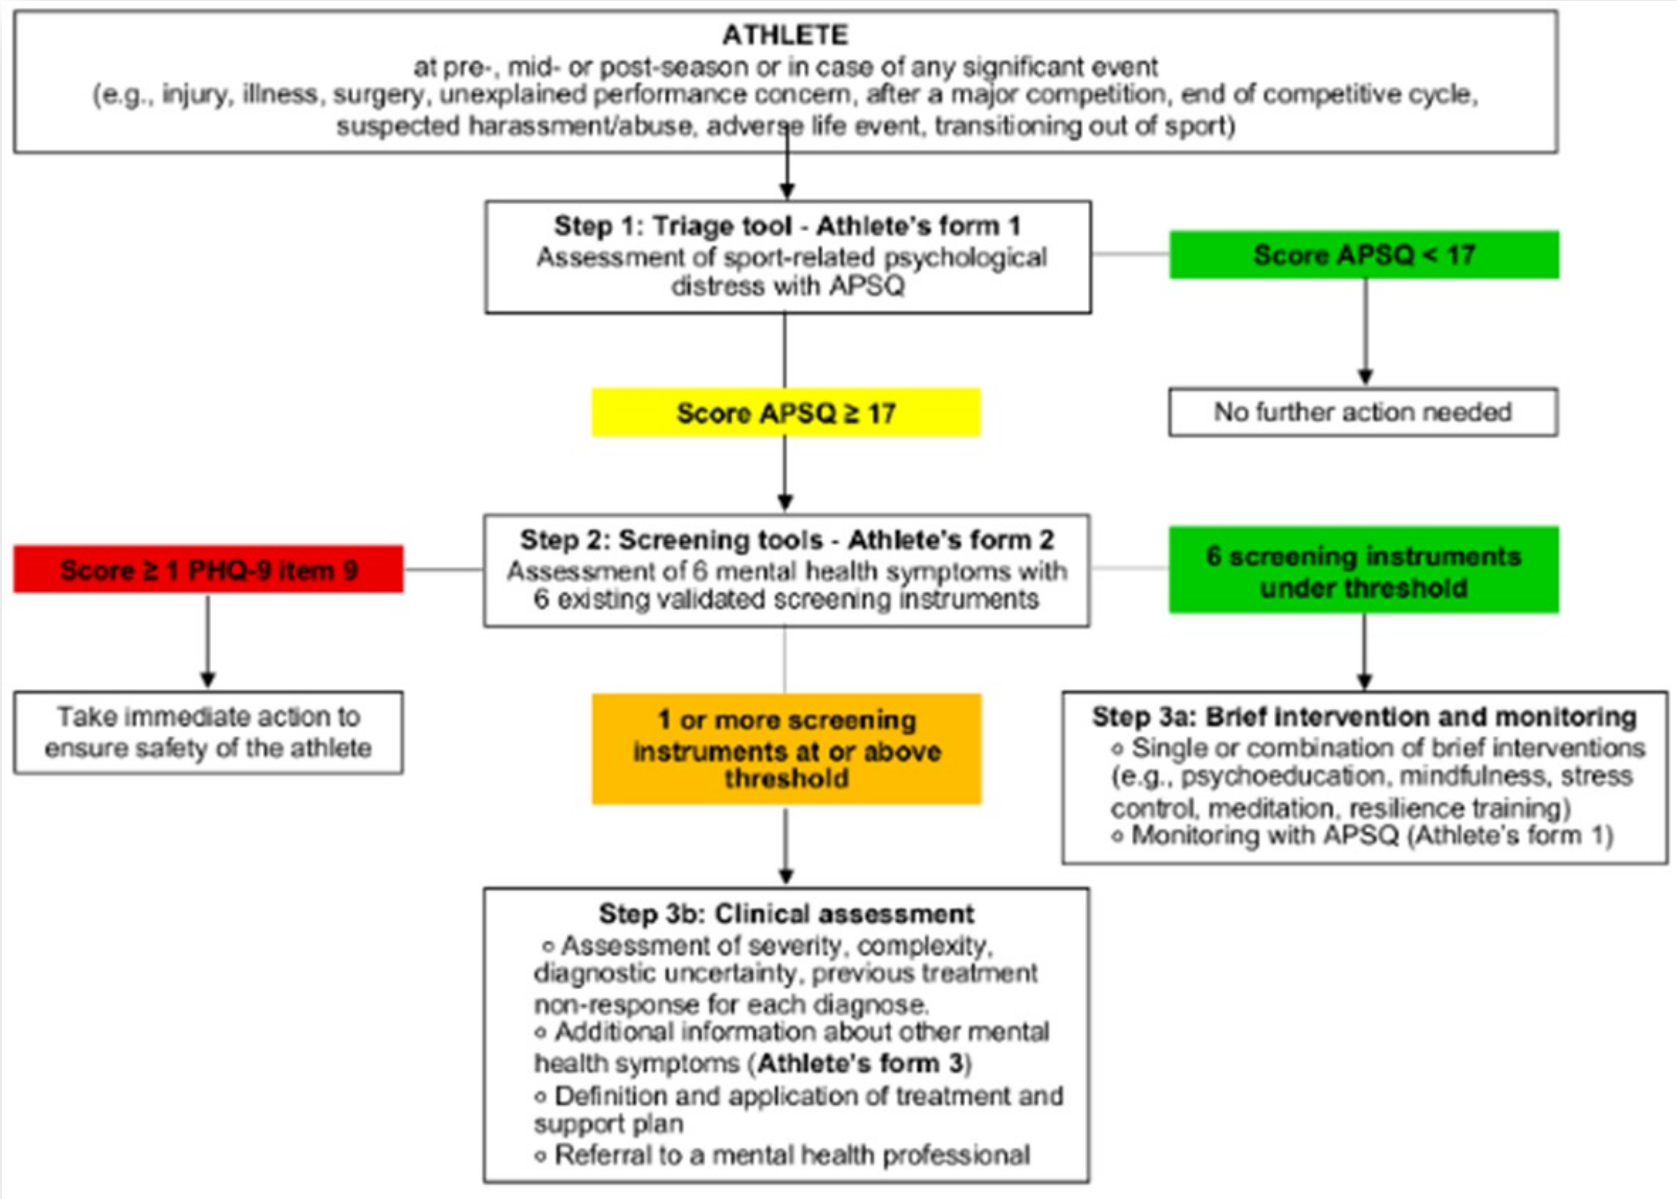 ATHLETE
at pre-, mid- or post-season or in case of any significant event
(e.g., injury, illness, surgery, unexplained performance concern, after a major competition, end of competitive cycle,
suspected harassment/abuse, adverse life event, transitioning out of sport)
Step 1: Triage tool - Athlete's form 1
Assessment of sport-related psychological
distress with APSQ
Score APSQ < 17
Score APSQ ≥ 17
No further action needed
Step 2: Screening tools - Athlete's form 2
Assessment of 6 mental health symptoms with
6 existing validated screening instruments
Score ≥ 1 PHQ-9 item 9
6 screening instruments
under threshold
Take immediate action to
ensure safety of the athlete
1 or more screening
instruments at or above
threshold
Step 3a: Brief intervention and monitoring
∘ Single or combination of brief interventions
(e.g., psychoeducation, mindfulness, stress
control, meditation, resilience training)
∘ Monitoring with APSQ (Athlete's form 1)
Step 3b: Clinical assessment
∘ Assessment of severity, complexity,
diagnostic uncertainty, previous treatment
non-response for each diagnose.
∘ Additional information about other mental
health symptoms (Athlete's form 3)
∘ Definition and application of treatment and
support plan
∘ Referral to a mental health professional